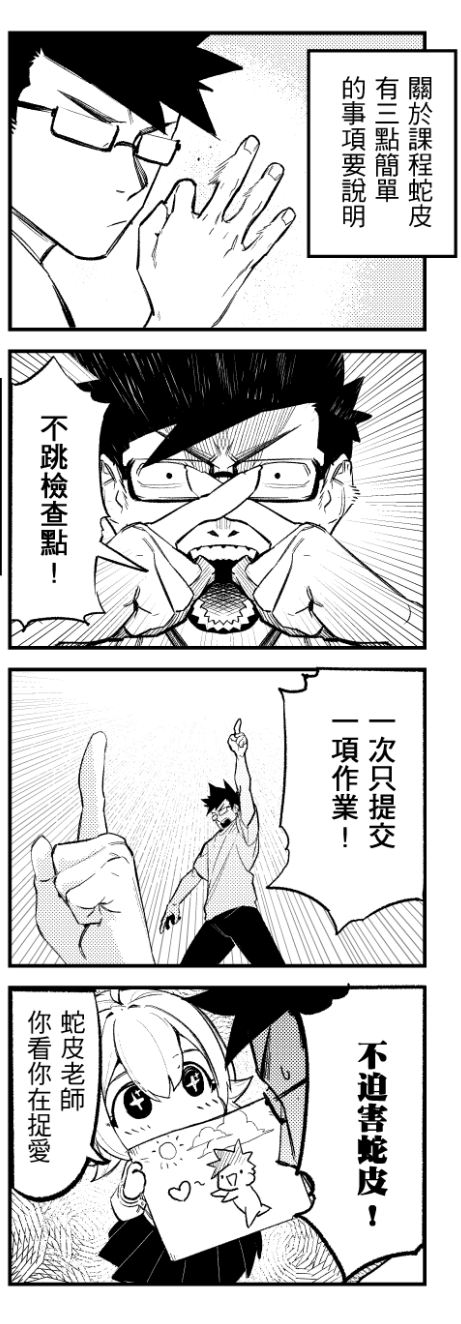 關於課程蛇皮
有三點簡單
的事項要說明
不跳檢查點！
一次只提交
一項作業！
不迫害蛇皮！
蛇皮老師
你看你在捉愛